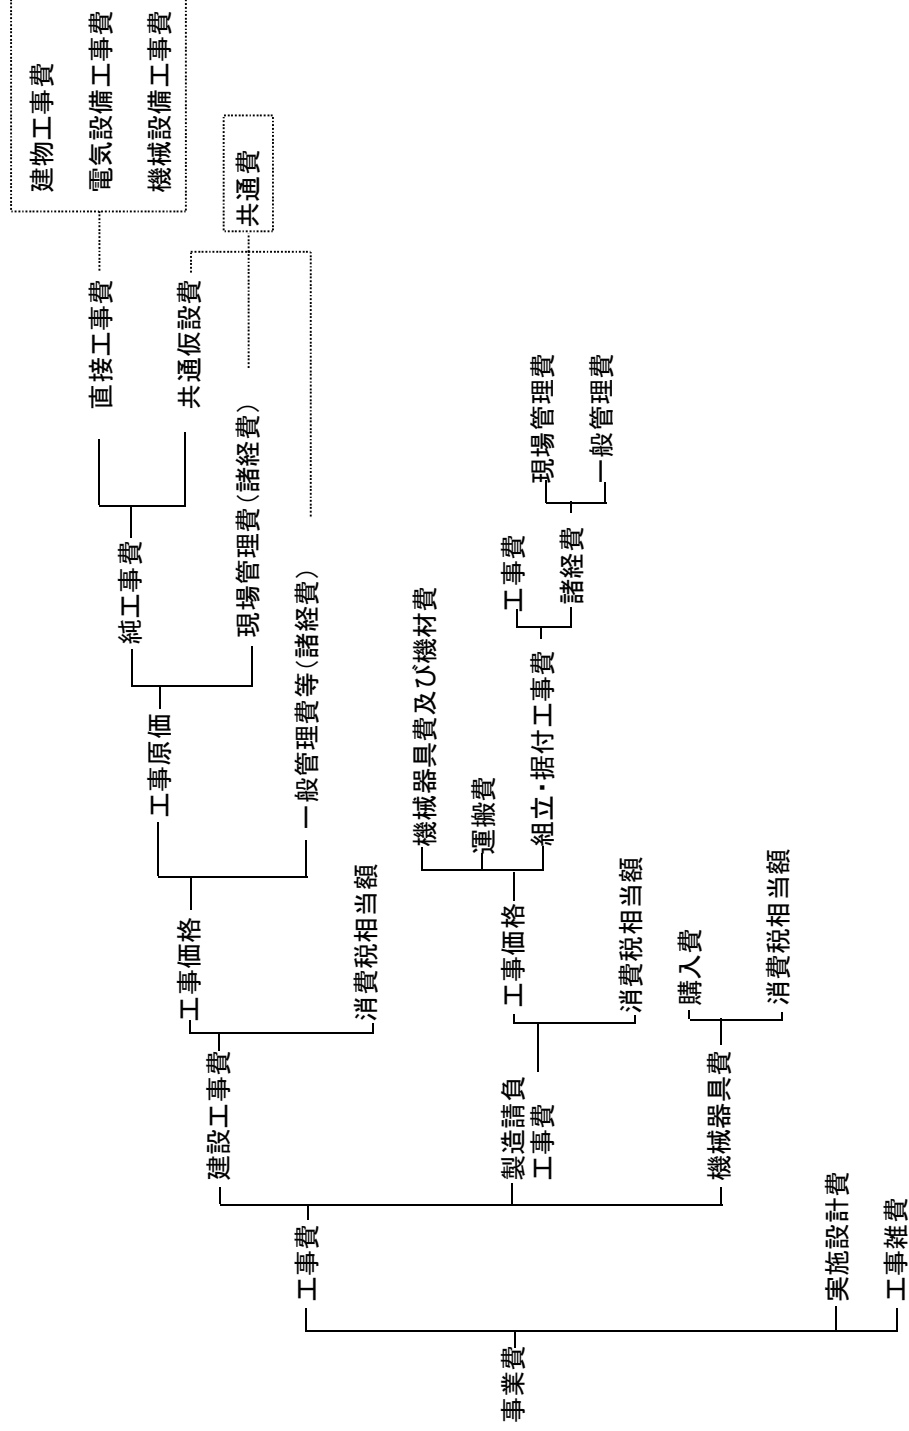 事業費
工事費
実施設計費
工事雑費
建設工事費
製造請負
工事費
機械器具費
工事価格
消費税相当額
工事価格
消費税相当額
購入費
消費税相当額
工事原価
一般管理費等（諸経費）
機械器具費及び機材費
運搬費
組立・据付工事費
純工事費
現場管理費（諸経費）
工事費
諸経費
直接工事費
共通仮設費
現場管理費
一般管理費
共通費
建物工事費
電気設備工事費
機械設備工事費